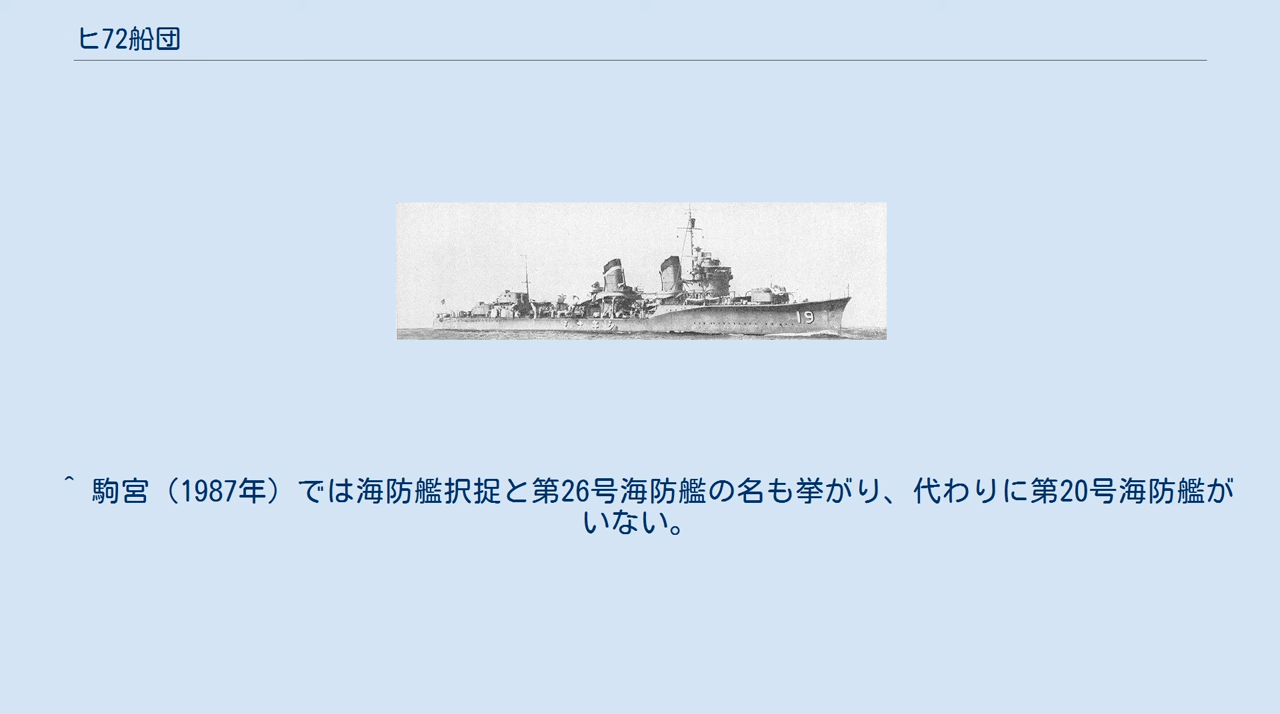 ヒ72船団
19
^ 駒宮（1987年）では海防艦択捉と第26号海防艦の名も挙がり、代わりに第20号海防艦が
いない。